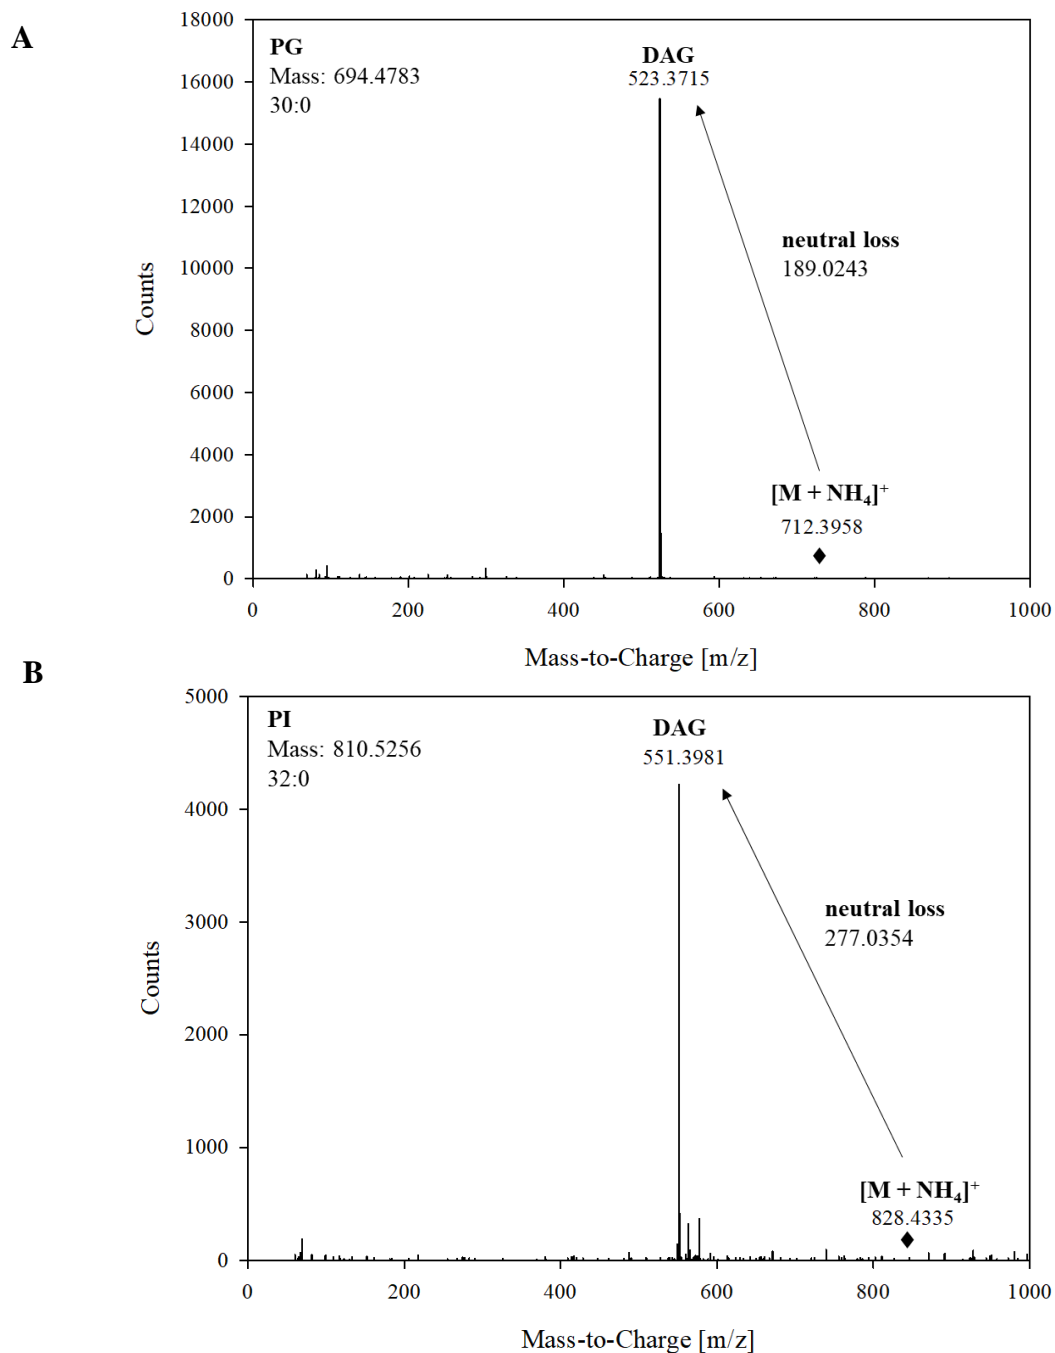 A
PG
Mass: 694.4783
30:0
DAG
523.3715
neutral loss
189.0243
[M + NH₄]⁺
712.3958
Counts
18000
16000
14000
12000
10000
8000
6000
4000
2000
0
0 200 400 600 800 1000
Mass-to-Charge [m/z]
B
PI
Mass: 810.5256
32:0
DAG
551.3981
neutral loss
277.0354
[M + NH₄]⁺
828.4335
Counts
5000
4000
3000
2000
1000
0
0 200 400 600 800 1000
Mass-to-Charge [m/z]